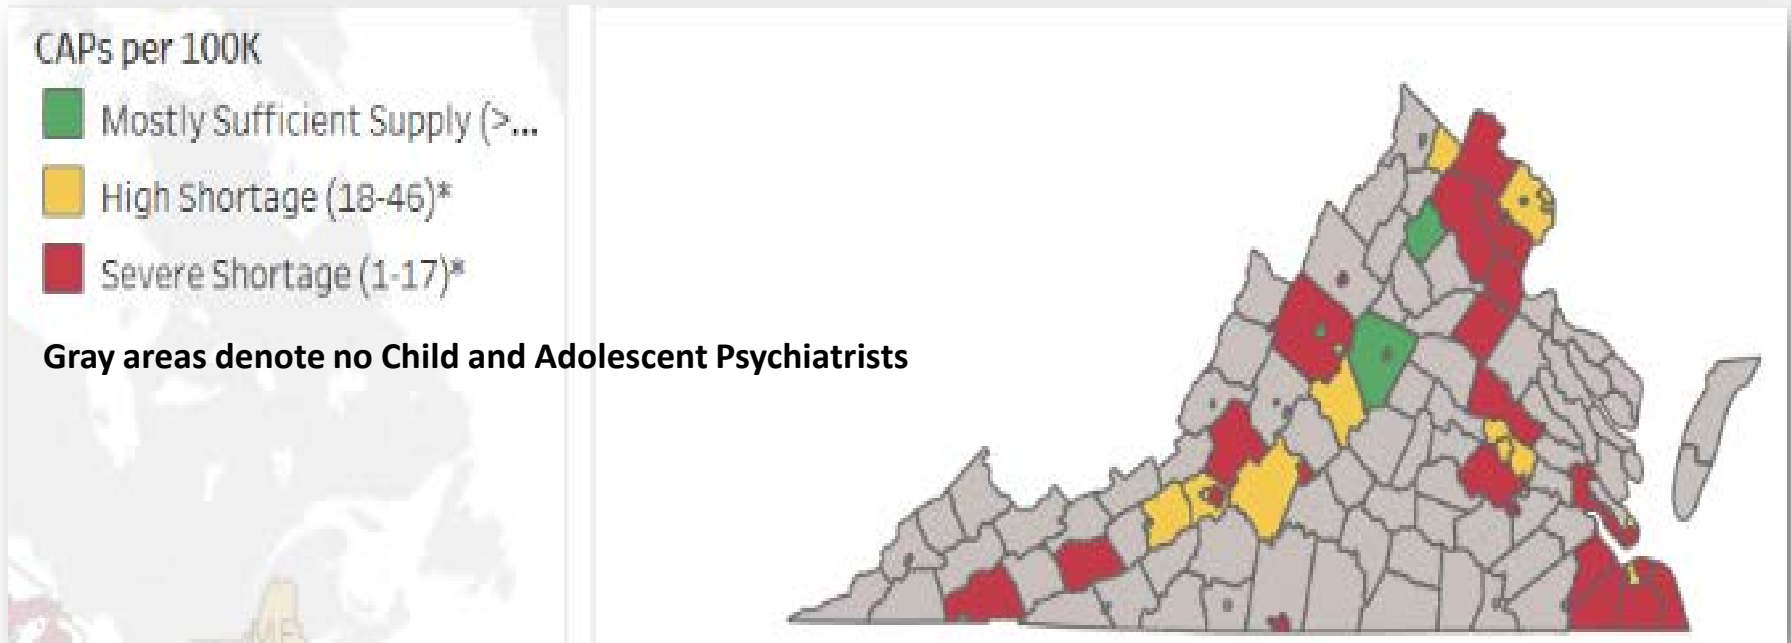 CAPs per 100K
Mostly Sufficient Supply (>...
High Shortage (18-46)*
Severe Shortage (1-17)*
Gray areas denote no Child and Adolescent Psychiatrists
ME